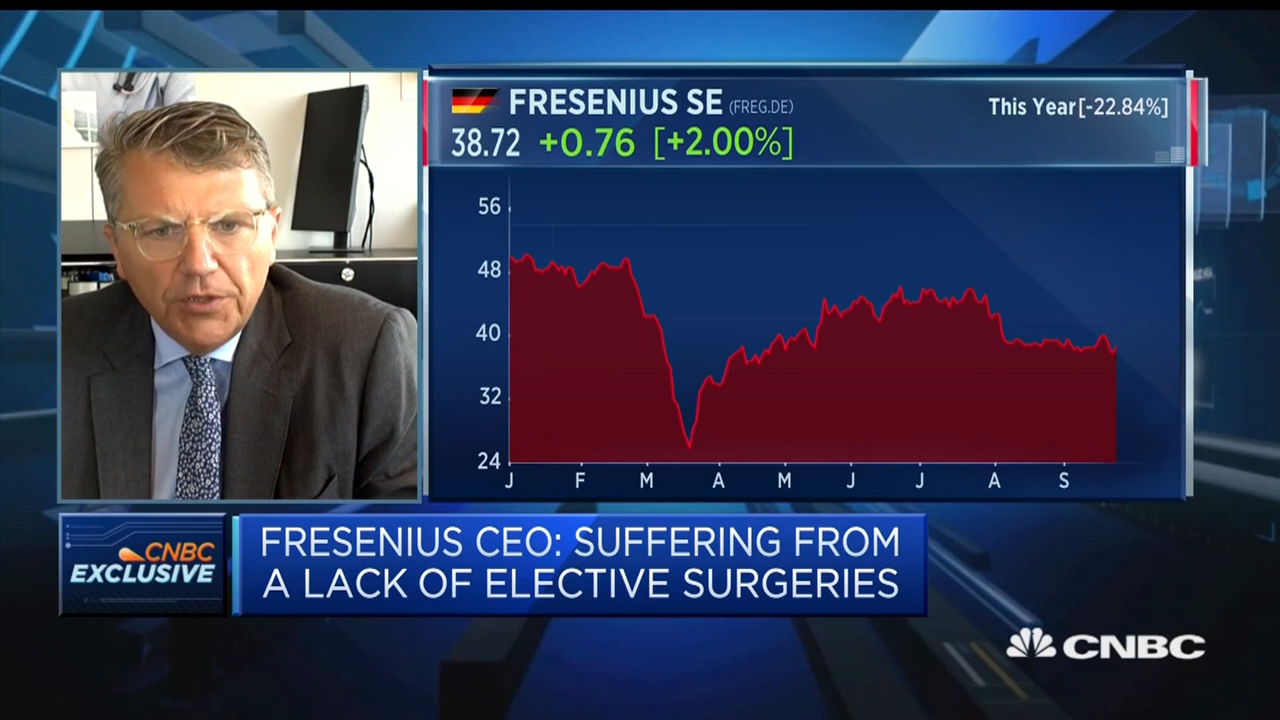 FRESENIUS SE (FREG.DE)
This Year[-22.84%]
38.72 +0.76 [+2.00%]
56
48
40
32
24
J F M A M J J A S
CNBC
EXCLUSIVE
FRESENIUS CEO: SUFFERING FROM
A LACK OF ELECTIVE SURGERIES
CNBC